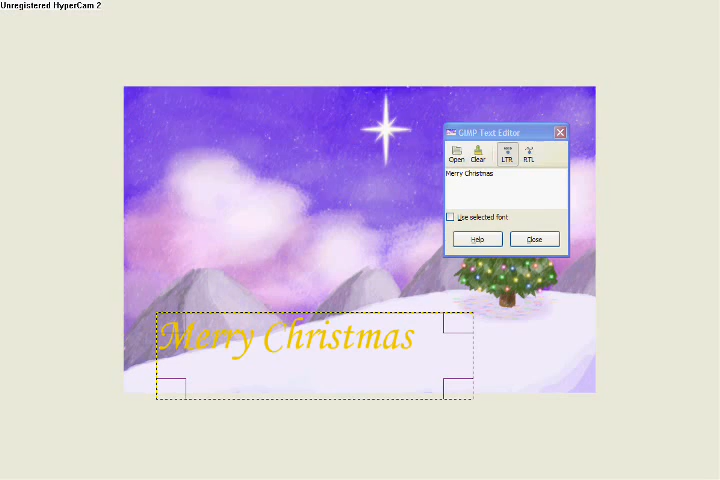 Unregistered HyperCam 2
GIMP Text Editor
Open Clear LTR RTL
Merry Christmas
Use selected font
Help Close
Merry Christmas